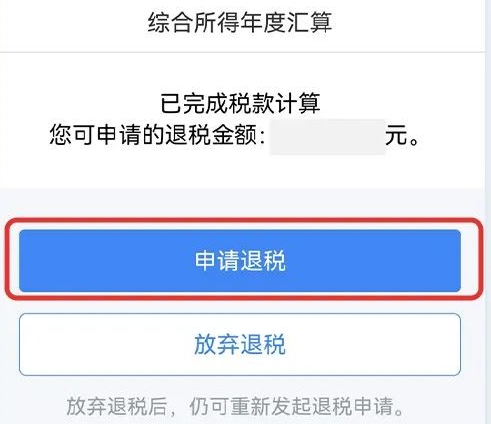 综合所得年度汇算
已完成税款计算
您可申请的退税金额：元。
申请退税
放弃退税
放弃退税后，仍可重新发起退税申请。